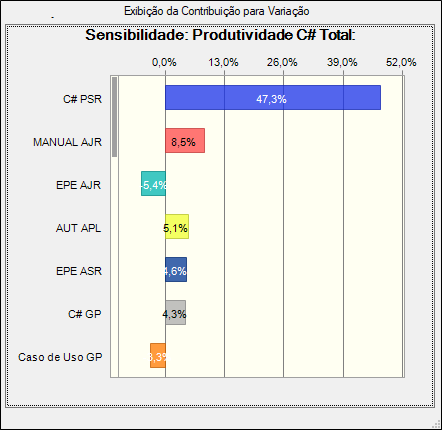 Exibição da Contribuição para Variação
Sensibilidade: Produtividade C# Total:
0,0% 13,0% 26,0% 39,0% 52,0%
C# PSR 47,3%
MANUAL AJR 8,5%
EPE AJR -5,4%
AUT APL 5,1%
EPE ASR 4,6%
C# GP 4,3%
Caso de Uso GP -3,3%